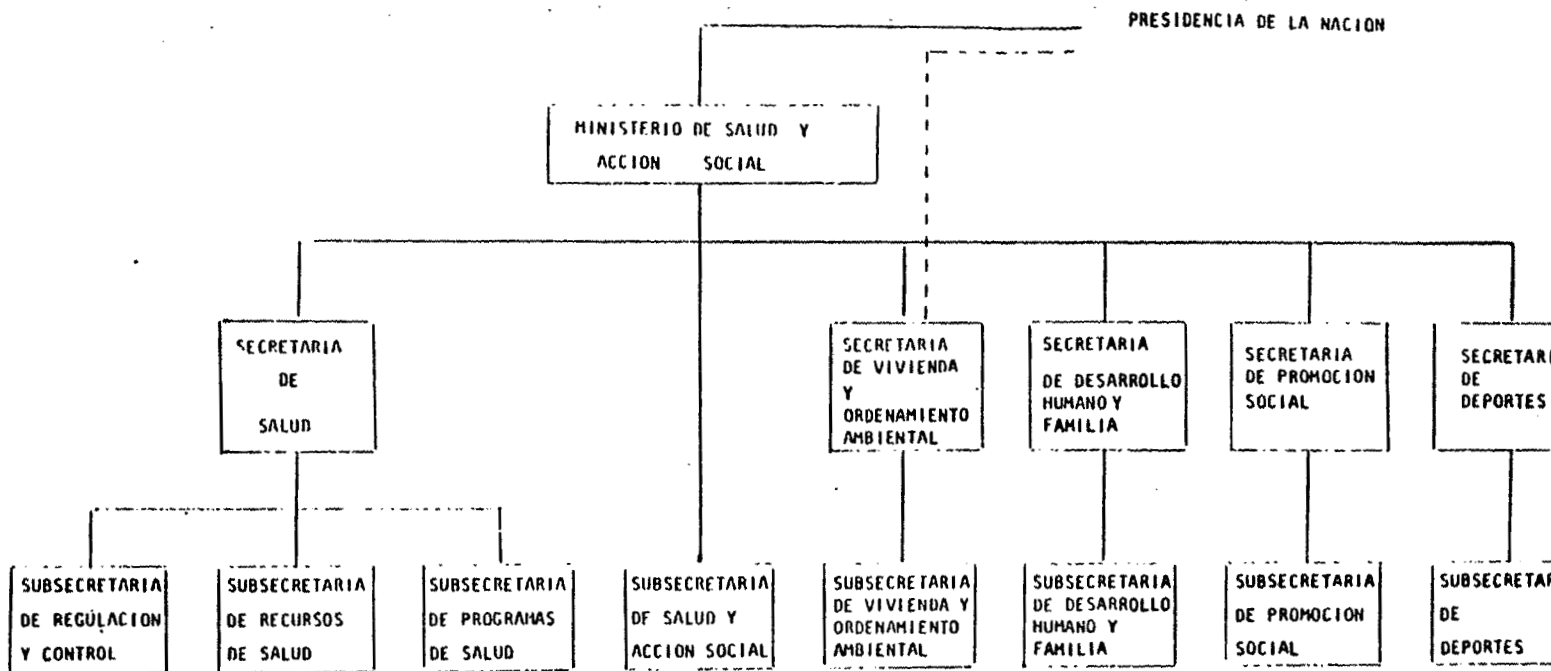 PRESIDENCIA DE LA NACION
MINISTERIO DE SALUD Y
ACCION SOCIAL
SECRETARIA
DE
SALUD
SECRETARIA
DE VIVIENDA
Y
ORDENAMIENTO
AMBIENTAL
SECRETARIA
DE DESARROLLO
HUMANO Y
FAMILIA
SECRETARIA
DE PROMOCION
SOCIAL
SECRETARI
DE
DEPORTES
SUBSECRETARIA
DE REGULACION
Y CONTROL
SUBSECRETARIA
DE RECURSOS
DE SALUD
SUBSECRETARIA
DE PROGRAMAS
DE SALUD
SUBSECRETARIA
DE SALUD Y
ACCION SOCIAL
SUBSECRETARIA
DE VIVIENDA Y
ORDENAMIENTO
AMBIENTAL
SUBSECRETARIA
DE DESARROLLO
HUMANO Y
FAMILIA
SUBSECRETARIA
DE PROMOCION
SOCIAL
SUBSECRETAR
DE
DEPORTES